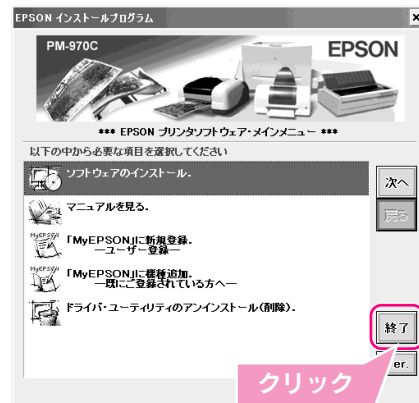 EPSON インストールプログラム
PM-970C
EPSON
*** EPSON プリンタソフトウェア・メインメニュー ***
以下の中から必要な項目を選択してください
ソフトウェアのインストール.
マニュアルを見る.
MyEPSON
「MyEPSON」に新規登録.
―ユーザー登録―
MyEPSON
「MyEPSON」に機種追加.
―既にご登録されている方へ―
ドライバ・ユーティリティのアンインストール(削除).
次へ
戻る
終了
er.
クリック